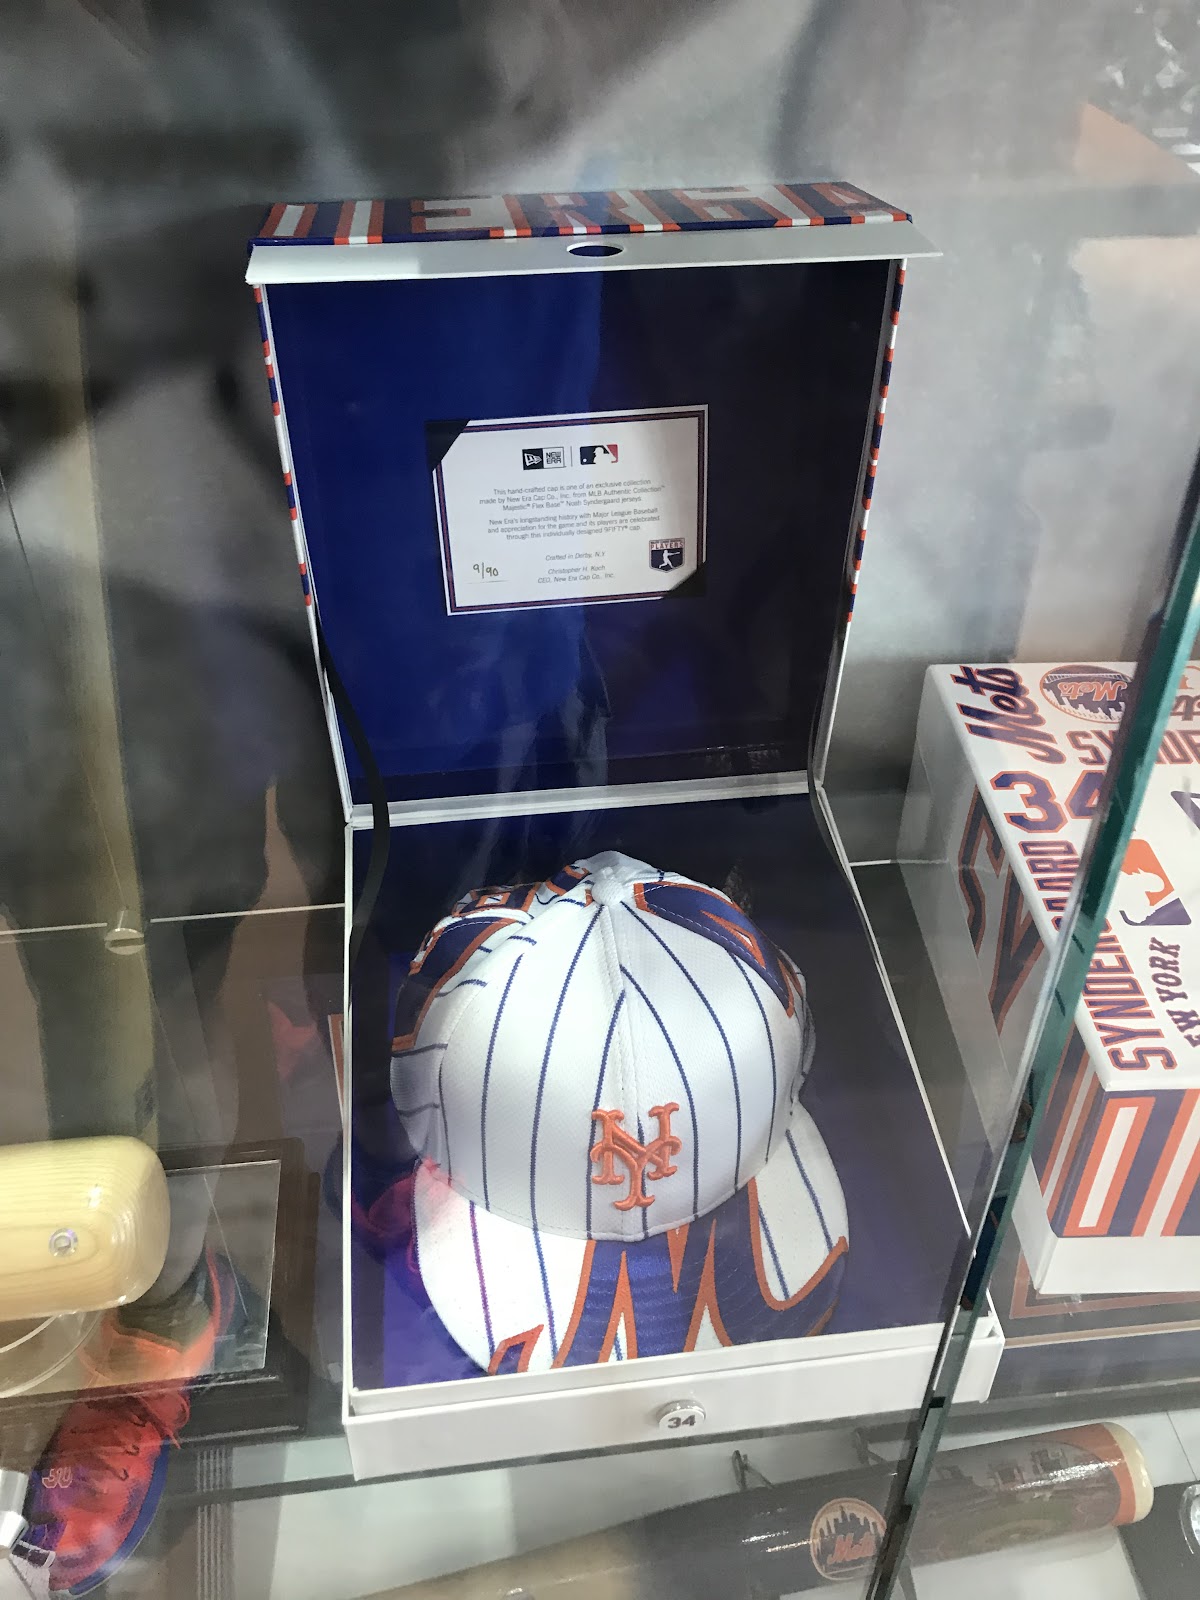 NEW
ERA
This hand-crafted cap is one of an exclusive collection
made by New Era Cap Co., Inc. from MLB Authentic Collection™
Majestic® Flex Base™ Noah Syndergaard jerseys
New Era's longstanding history with Major League Baseball
and appreciation for the game and its players are celebrated
through this individually designed 9FIFTY® cap.
Crafted in Derby, N.Y.
9/90
Christopher H. Koch
CEO, New Era Cap Co., Inc.
PLAYERS
NY
34
Mets
Mets
34
SYNDERGAARD
NEW YORK
Mets